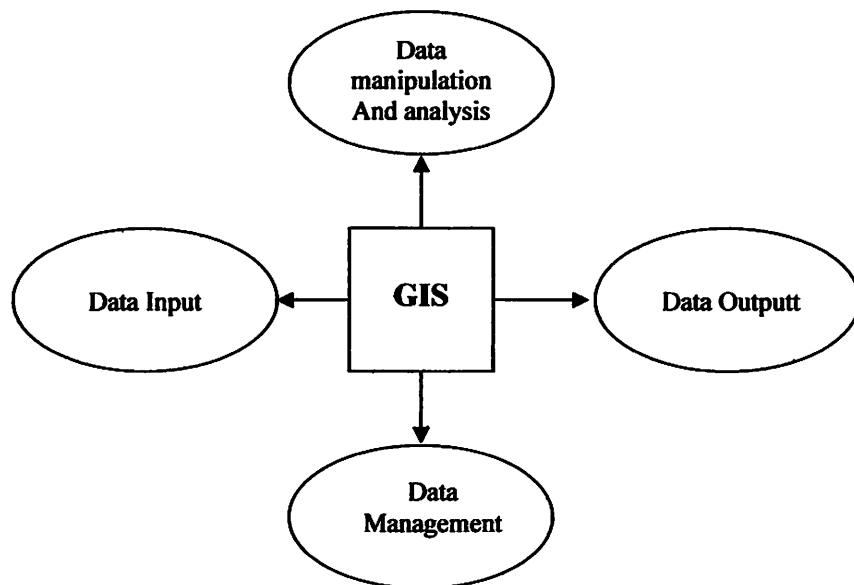 Data
manipulation
And analysis
Data Input
GIS
Data Outputt
Data
Management